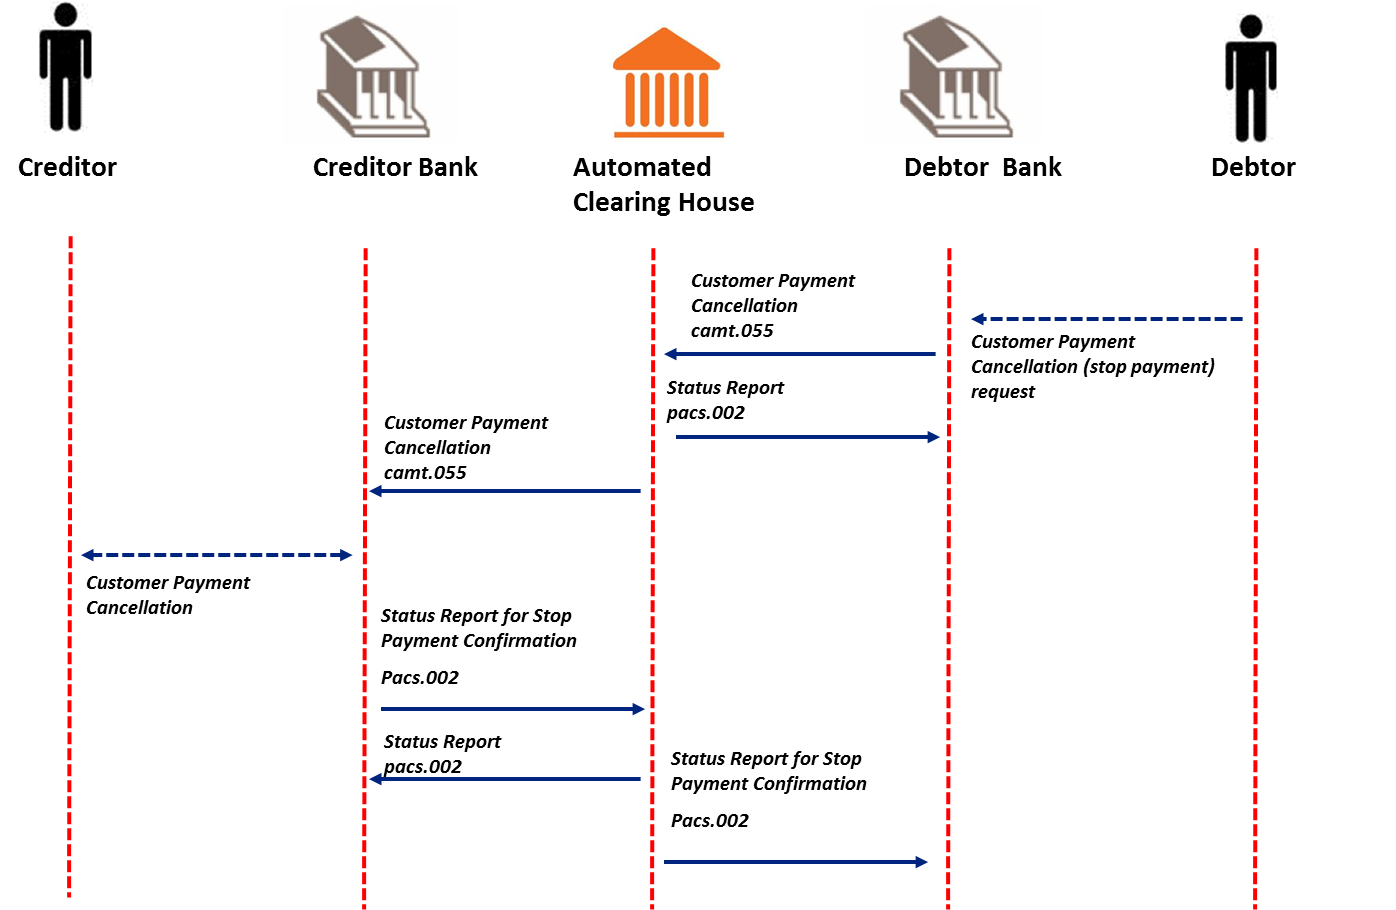 Creditor
Creditor Bank
Automated
Clearing House
Debtor Bank
Debtor
Customer Payment
Cancellation
camt.055
Customer Payment
Cancellation (stop payment)
request
Status Report
pacs.002
Customer Payment
Cancellation
camt.055
Customer Payment
Cancellation
Status Report for Stop
Payment Confirmation
Pacs.002
Status Report
pacs.002
Status Report for Stop
Payment Confirmation
Pacs.002